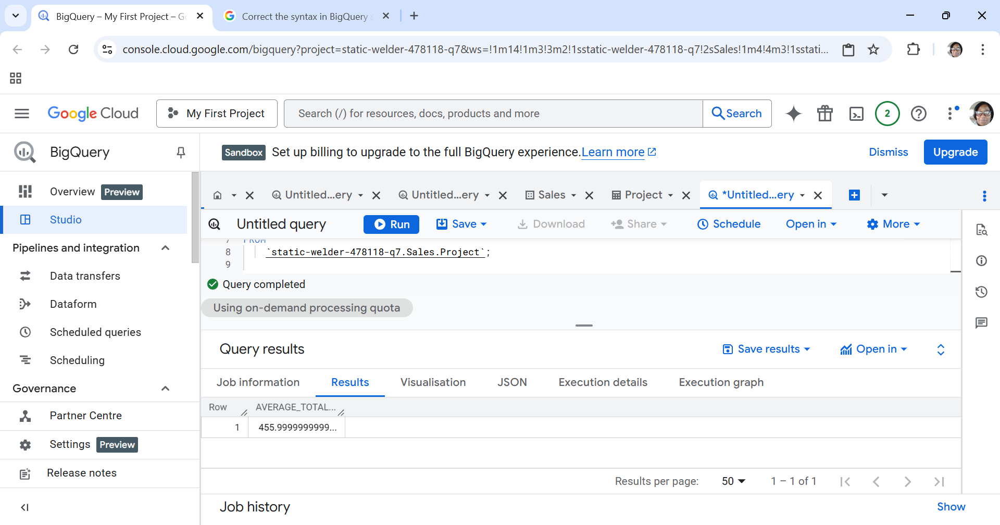 BigQuery – My First Project – Go
Correct the syntax in BigQuery s
console.cloud.google.com/bigquery?project=static-welder-478118-q7&ws=!1m14!1m3!3m2!1sstatic-welder-478118-q7!2sSales!1m4!4m3!1sstati...
Google Cloud
My First Project
Search (/) for resources, docs, products and more
Search
2
BigQuery
Sandbox Set up billing to upgrade to the full BigQuery experience.Learn more
Dismiss
Upgrade
Overview Preview
Studio
Pipelines and integration
Data transfers
Dataform
Scheduled queries
Scheduling
Governance
Partner Centre
Settings Preview
Release notes
Untitled...ery
Untitled...ery
Sales
Project
*Untitled...ery
Untitled query
Run
Save
Download
Share
Schedule
Open in
More
7 FROM
8 `static-welder-478118-q7.Sales.Project`;
9
Query completed
Using on-demand processing quota
Query results
Save results
Open in
Job information
Results
Visualisation
JSON
Execution details
Execution graph
Row AVERAGE_TOTAL...
1 455.9999999999...
Results per page: 50 1 – 1 of 1
Job history
Show